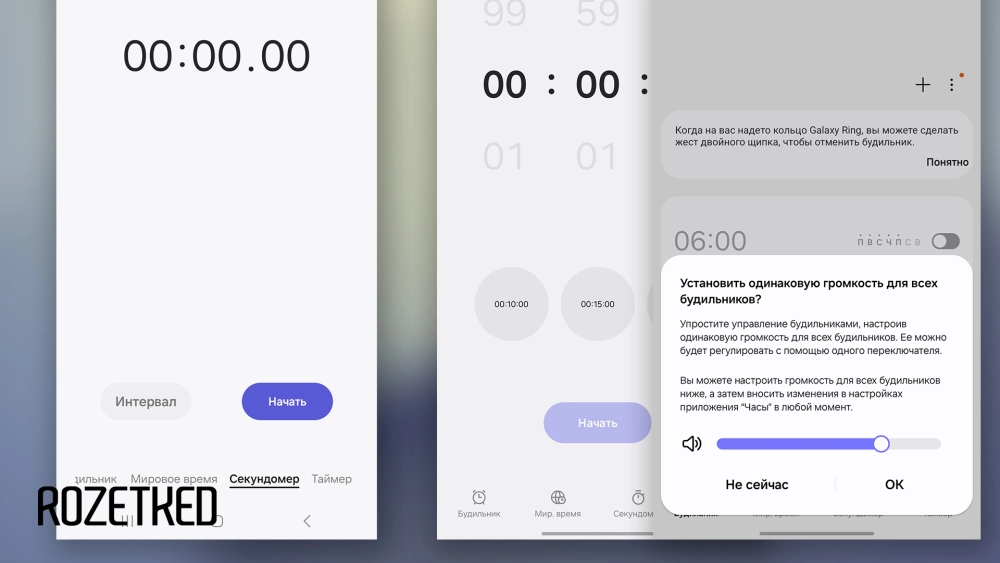 00:00.00
Интервал
Начать
Мировое время
Секундомер
Таймер
ROZETKED
99 59
00 : 00 :
01 01
00:10:00
00:15:00
Начать
Будильник
Мир. время
Когда на вас надето кольцо Galaxy Ring, вы можете сделать
жест двойного щипка, чтобы отменить будильник.
Понятно
06:00
П В С Ч П С В
Установить одинаковую громкость для всех
будильников?
Упростите управление будильниками, настроив
одинаковую громкость для всех будильников. Ее можно
будет регулировать с помощью одного переключателя.
Вы можете настроить громкость для всех будильников
ниже, а затем вносить изменения в настройках
приложения “Часы” в любой момент.
Не сейчас
ОК